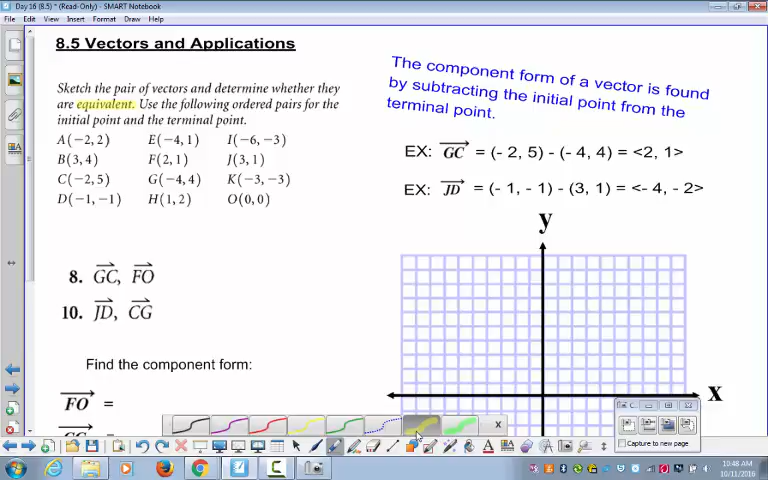 Day 16 (8.5) * (Read-Only) - SMART Notebook
File Edit View Insert Format Draw Help
8.5 Vectors and Applications
Sketch the pair of vectors and determine whether they
are equivalent. Use the following ordered pairs for the
initial point and the terminal point.
A(−2, 2) E(−4, 1) I(−6, −3)
B(3, 4) F(2, 1) J(3, 1)
C(−2, 5) G(−4, 4) K(−3, −3)
D(−1, −1) H(1, 2) O(0, 0)
8. GC, FO
10. JD, CG
Find the component form:
FO =
The component form of a vector is found
by subtracting the initial point from the
terminal point.
EX: GC = (- 2, 5) - (- 4, 4) = <2, 1>
EX: JD = (- 1, - 1) - (3, 1) = <- 4, - 2>
y
x
Capture to new page
10:48 AM
10/11/2016